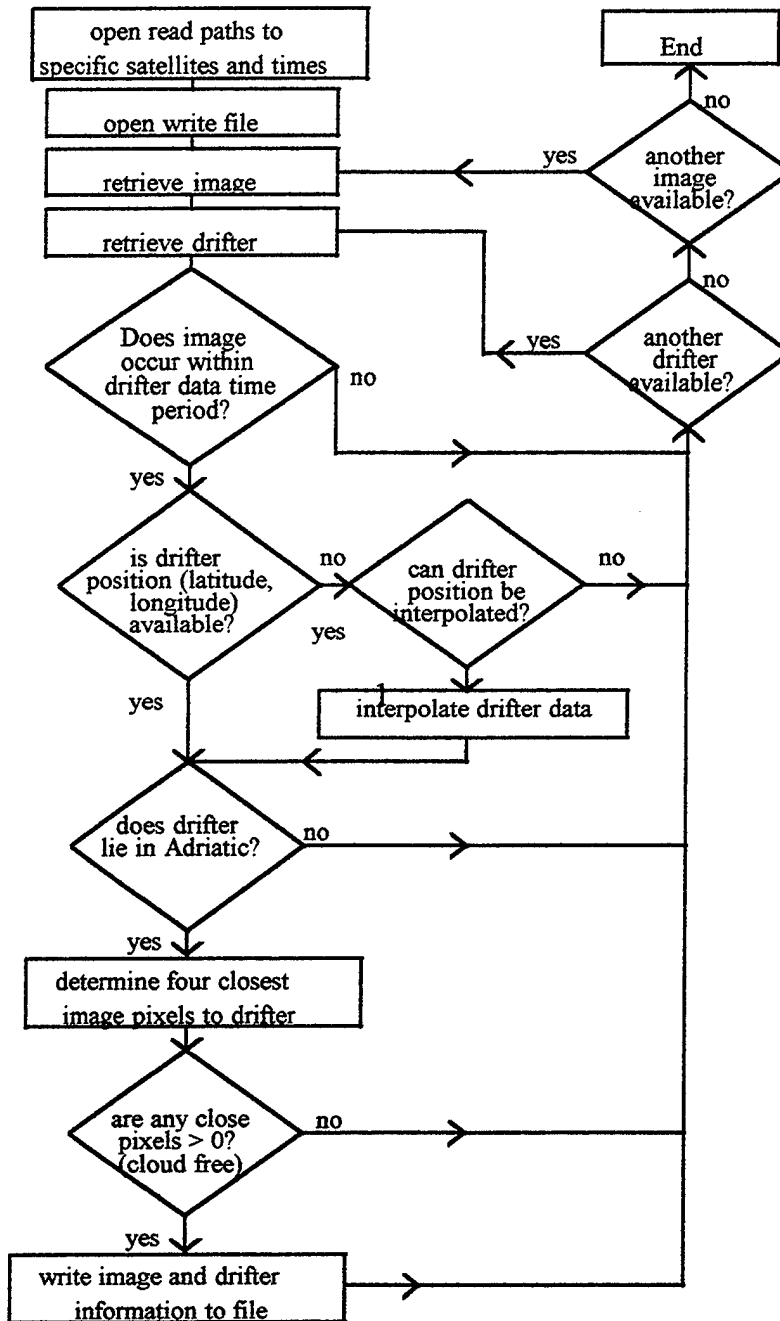 open read paths to
specific satellites and times
open write file
retrieve image
retrieve drifter
Does image
occur within
drifter data time
period?
no
yes
is drifter
position (latitude,
longitude)
available?
no
yes
can drifter
position be
interpolated?
no
yes
1
interpolate drifter data
does drifter
lie in Adriatic?
no
yes
determine four closest
image pixels to drifter
are any close
pixels > 0?
(cloud free)
no
yes
write image and drifter
information to file
another
drifter
available?
yes
no
another
image
available?
yes
no
End